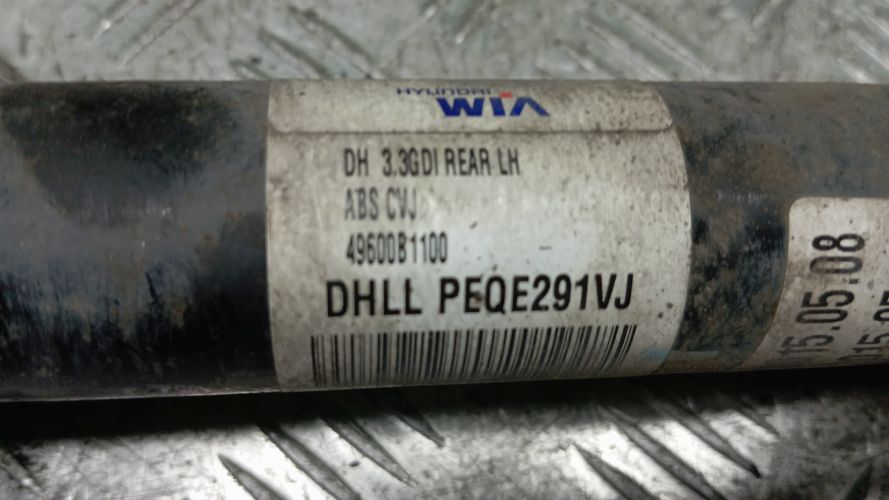 HYUNDAI
WIA
DH 3.3GDI REAR LH
ABS CVJ
49600B1100
DHLL PEQE291VJ
15.05.08